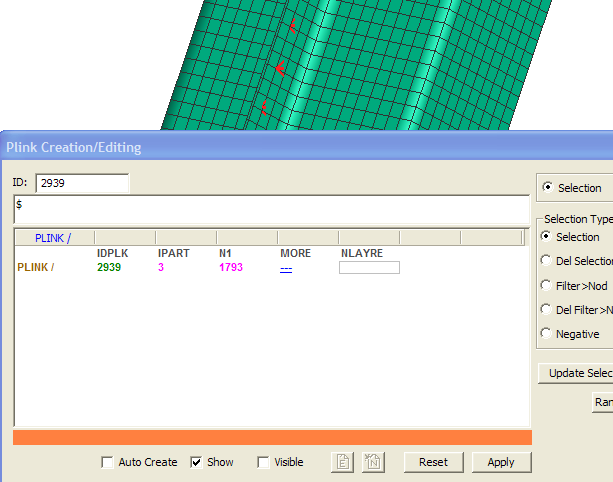 Plink Creation/Editing
ID: 2939
Selection
$
Selection Type
PLINK /
Selection
IDPLK IPART N1 MORE NLAYRE
PLINK / 2939 3 1793 ---
Del Selection
Filter>Nod
Del Filter>N
Negative
Update Selec
Ran
Auto Create Show Visible E N Reset Apply